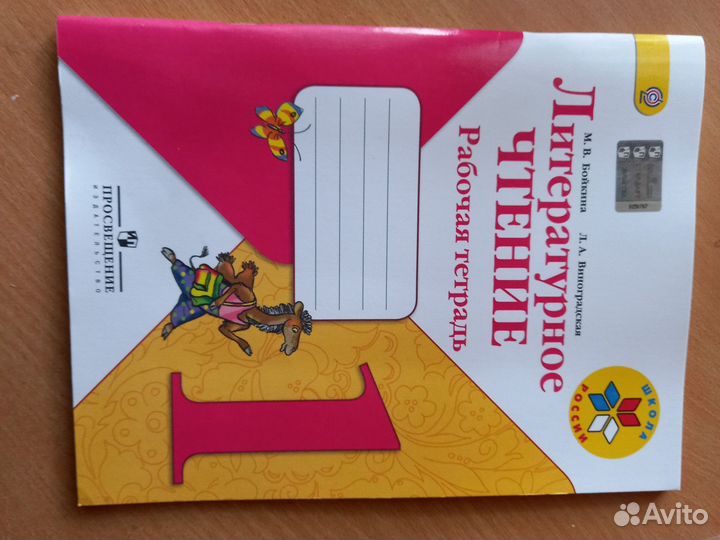 М. В. Бойкина Л. А. Виноградская
Литературное
ЧТЕНИЕ
Рабочая тетрадь
ШКОЛА
РОССИИ
1
ПРОСВЕЩЕНИЕ
ИЗДАТЕЛЬСТВО
Avito